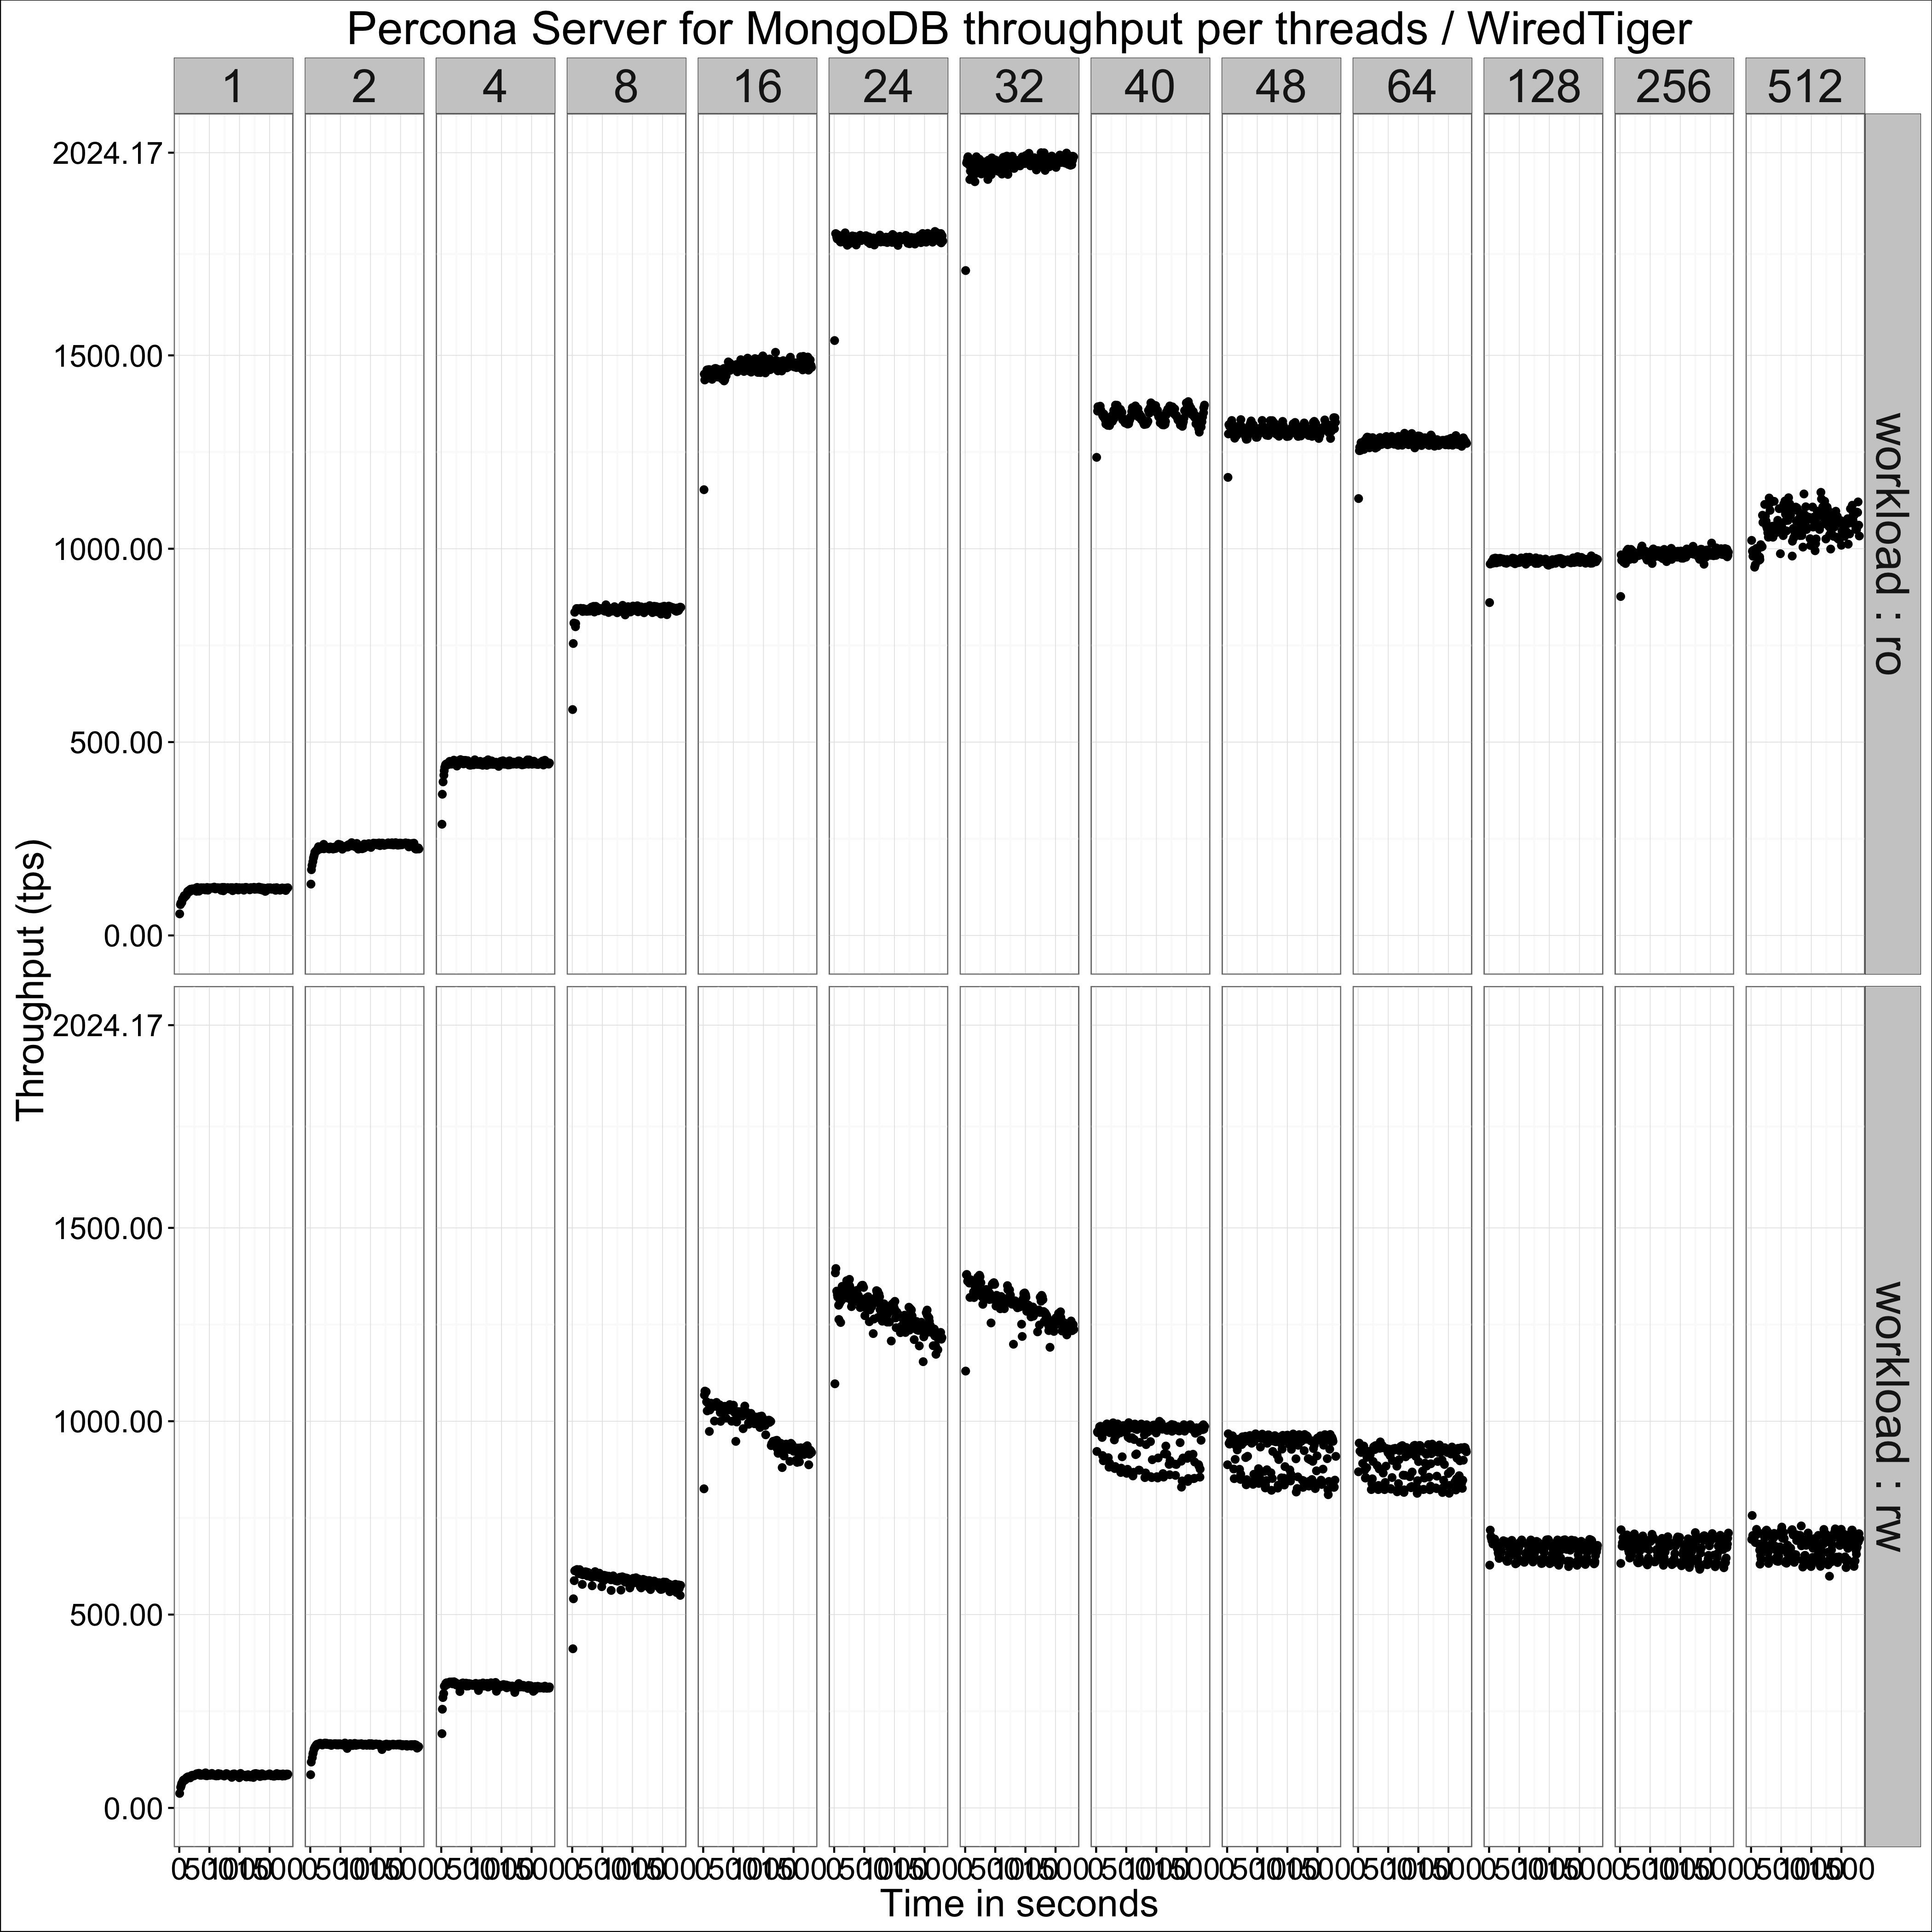 Percona Server for MongoDB throughput per threads / WiredTiger
1 2 4 8 16 24 32 40 48 64 128 256 512
2024.17
1500.00
1000.00
500.00
0.00
workload : ro
Throughput (tps)
2024.17
1500.00
1000.00
500.00
0.00
workload : rw
Time in seconds